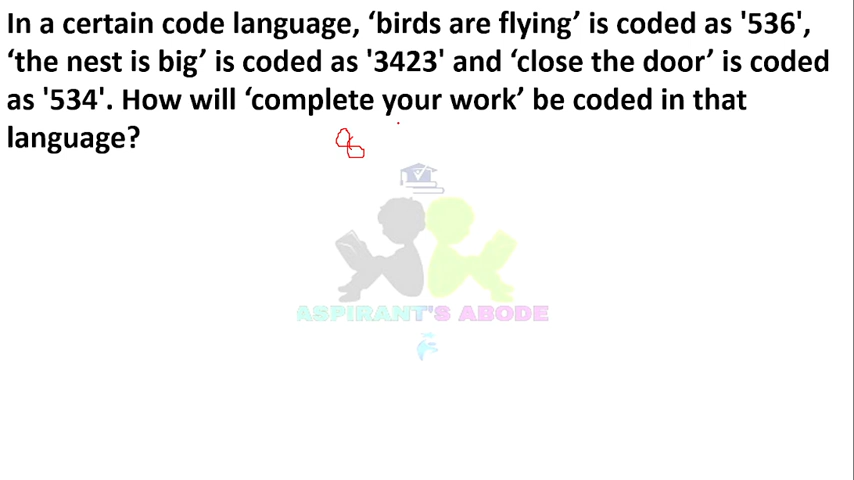 In a certain code language, ‘birds are flying’ is coded as '536',
‘the nest is big’ is coded as '3423' and ‘close the door’ is coded
as '534'. How will ‘complete your work’ be coded in that
language?
8
ASPIRANT'S ABODE